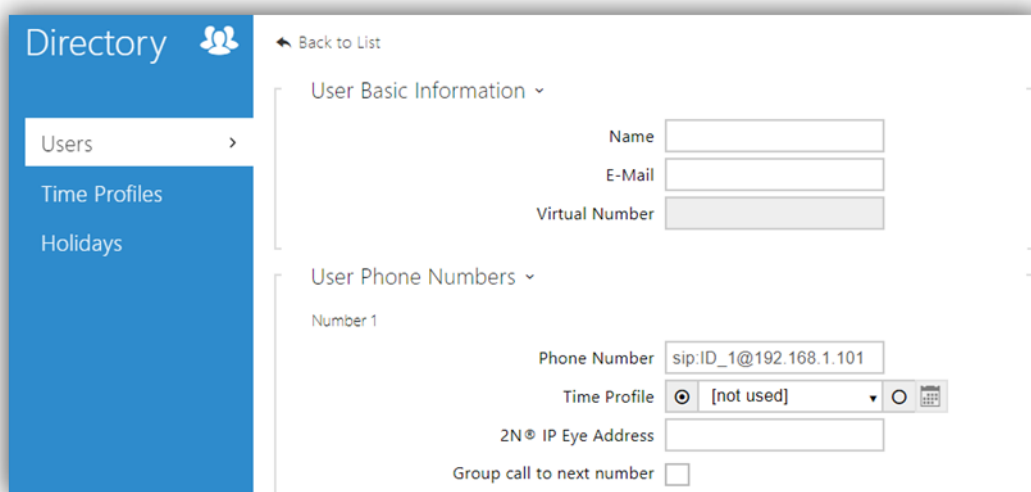 Directory
Users
Time Profiles
Holidays
Back to List
User Basic Information
Name
E-Mail
Virtual Number
User Phone Numbers
Number 1
Phone Number sip:ID_1@192.168.1.101
Time Profile [not used]
2N® IP Eye Address
Group call to next number